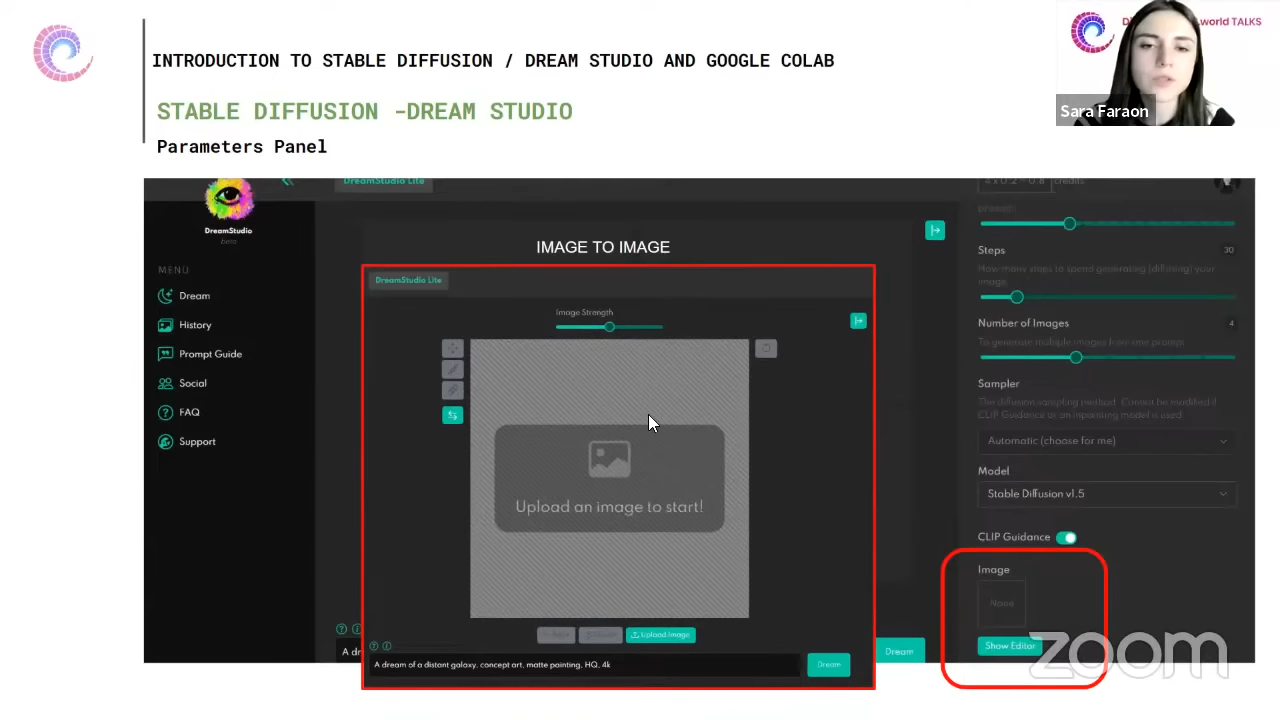 INTRODUCTION TO STABLE DIFFUSION / DREAM STUDIO AND GOOGLE COLAB
world TALKS
Sara Faraon
STABLE DIFFUSION -DREAM STUDIO
Parameters Panel
DreamStudio Lite
credits
DreamStudio
beta
MENU
Dream
History
Prompt Guide
Social
FAQ
Support
IMAGE TO IMAGE
DreamStudio Lite
Image Strength
Upload an image to start!
Upload Image
A dream of a distant galaxy, concept art, matte painting, HQ, 4k
Dream
A dr
Dream
Steps
30
How many steps to spend generating (diffusing) your
image.
Number of Images
4
To generate multiple images from one prompt
Sampler
The diffusion sampling method. Cannot be modified if
CLIP Guidance or an inpainting model is used.
Automatic (choose for me)
Model
Stable Diffusion v1.5
CLIP Guidance
Image
None
Show Editor
zoom